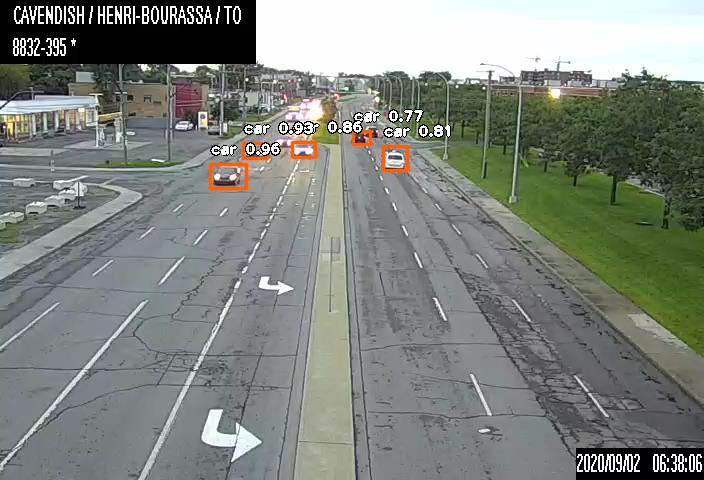 CAVENDISH / HENRI-BOURASSA / TO
8832-395 *
car 0.77
car 0.93
0.86
car 0.81
car 0.96
2020/09/02 06:38:06